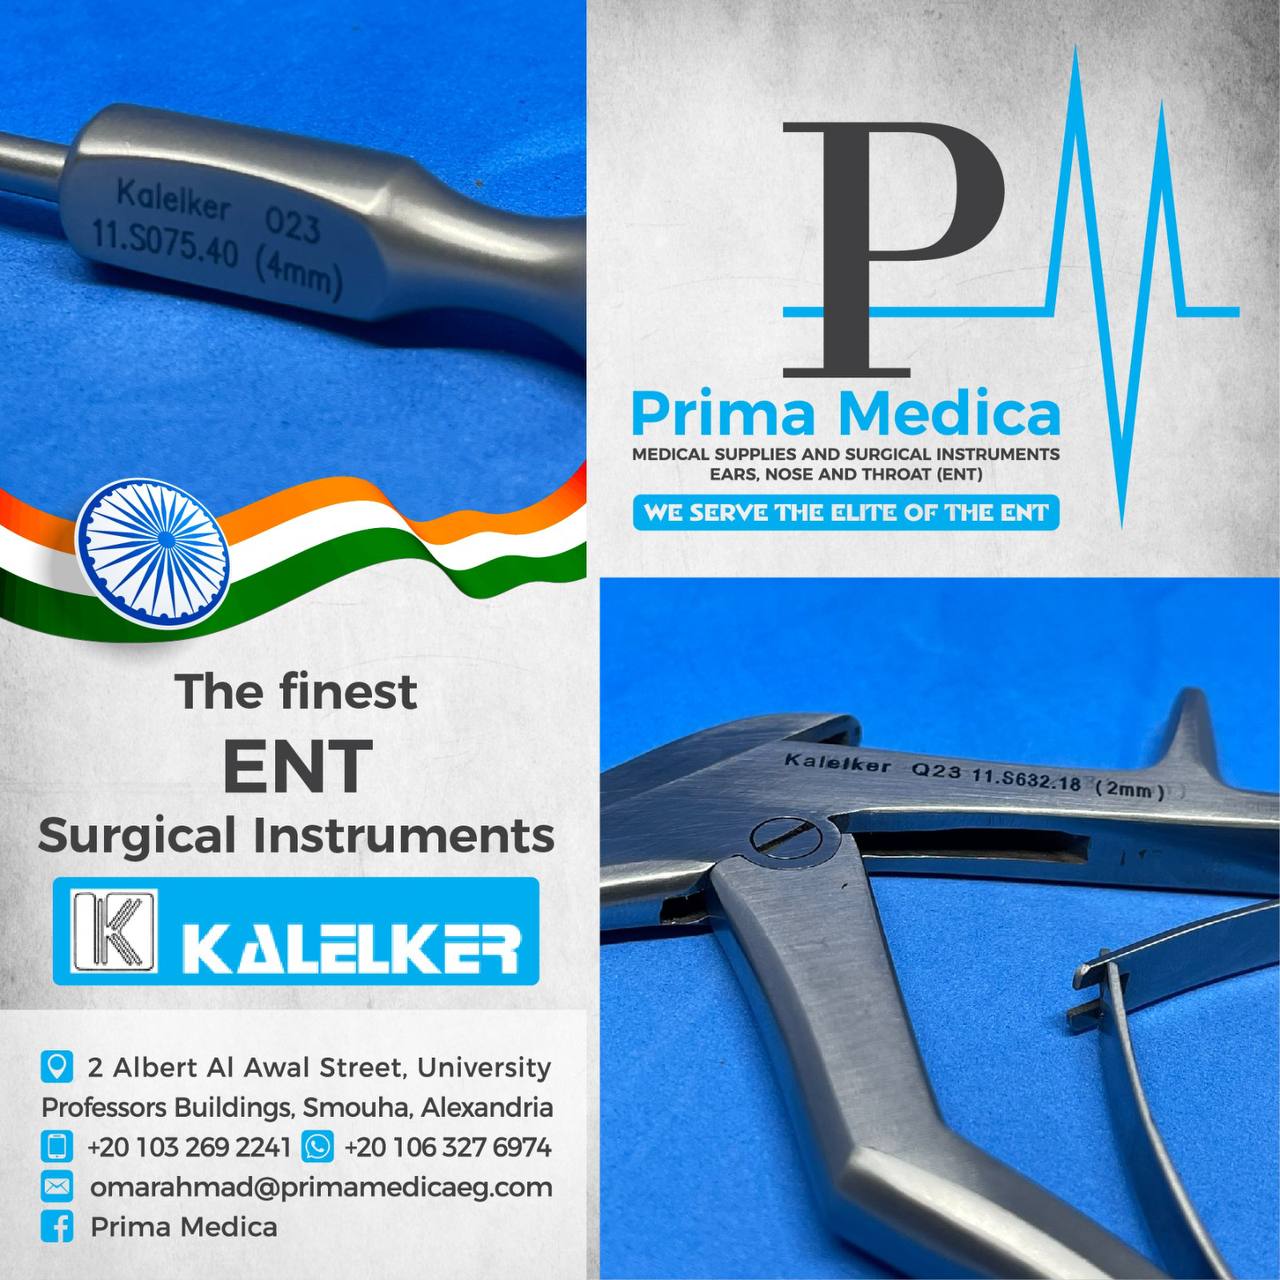 Kalelker Q23
11.S075.40 (4mm)
P
Prima Medica
MEDICAL SUPPLIES AND SURGICAL INSTRUMENTS
EARS, NOSE AND THROAT (ENT)
WE SERVE THE ELITE OF THE ENT
The finest
ENT
Surgical Instruments
K KALELKER
Kalelker Q23 11.S632.18 (2mm)
2 Albert Al Awal Street, University
Professors Buildings, Smouha, Alexandria
+20 103 269 2241 +20 106 327 6974
omarahmad@primamedicaeg.com
Prima Medica